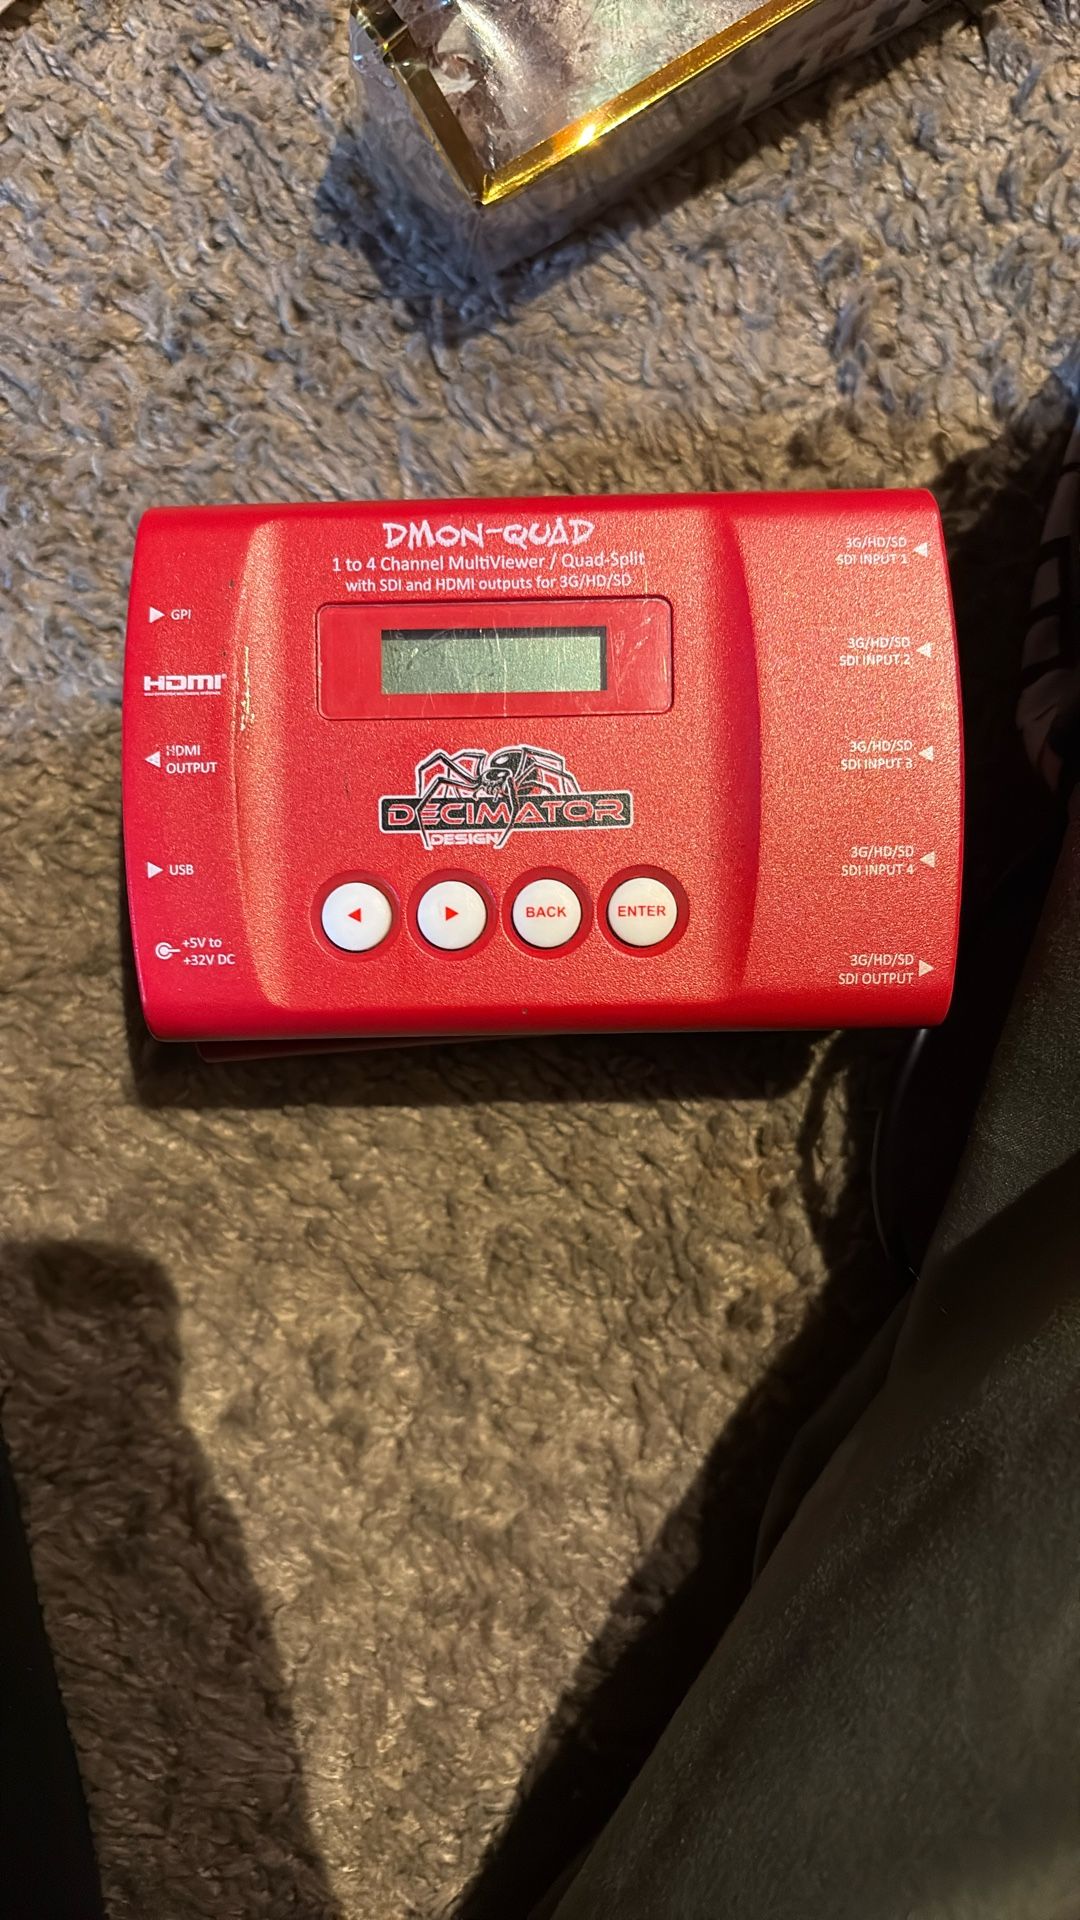 DMON-QUAD
1 to 4 Channel MultiViewer / Quad-Split
with SDI and HDMI outputs for 3G/HD/SD
GPI
HDMI
HDMI
OUTPUT
USB
+5V to
+32V DC
DECIMATOR
DESIGN
BACK
ENTER
3G/HD/SD
SDI INPUT 1
3G/HD/SD
SDI INPUT 2
3G/HD/SD
SDI INPUT 3
3G/HD/SD
SDI INPUT 4
3G/HD/SD
SDI OUTPUT